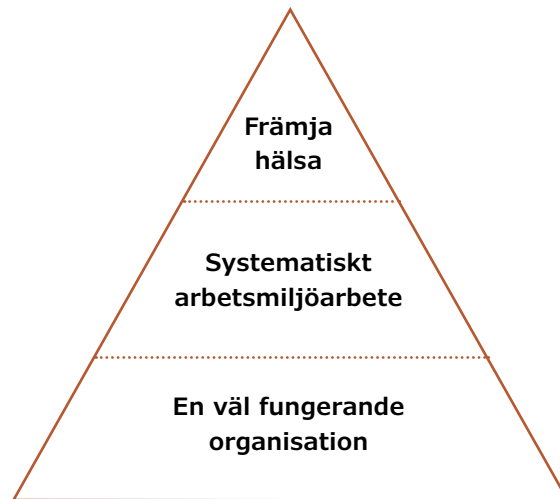 Främja
hälsa
Systematiskt
arbetsmiljöarbete
En väl fungerande
organisation